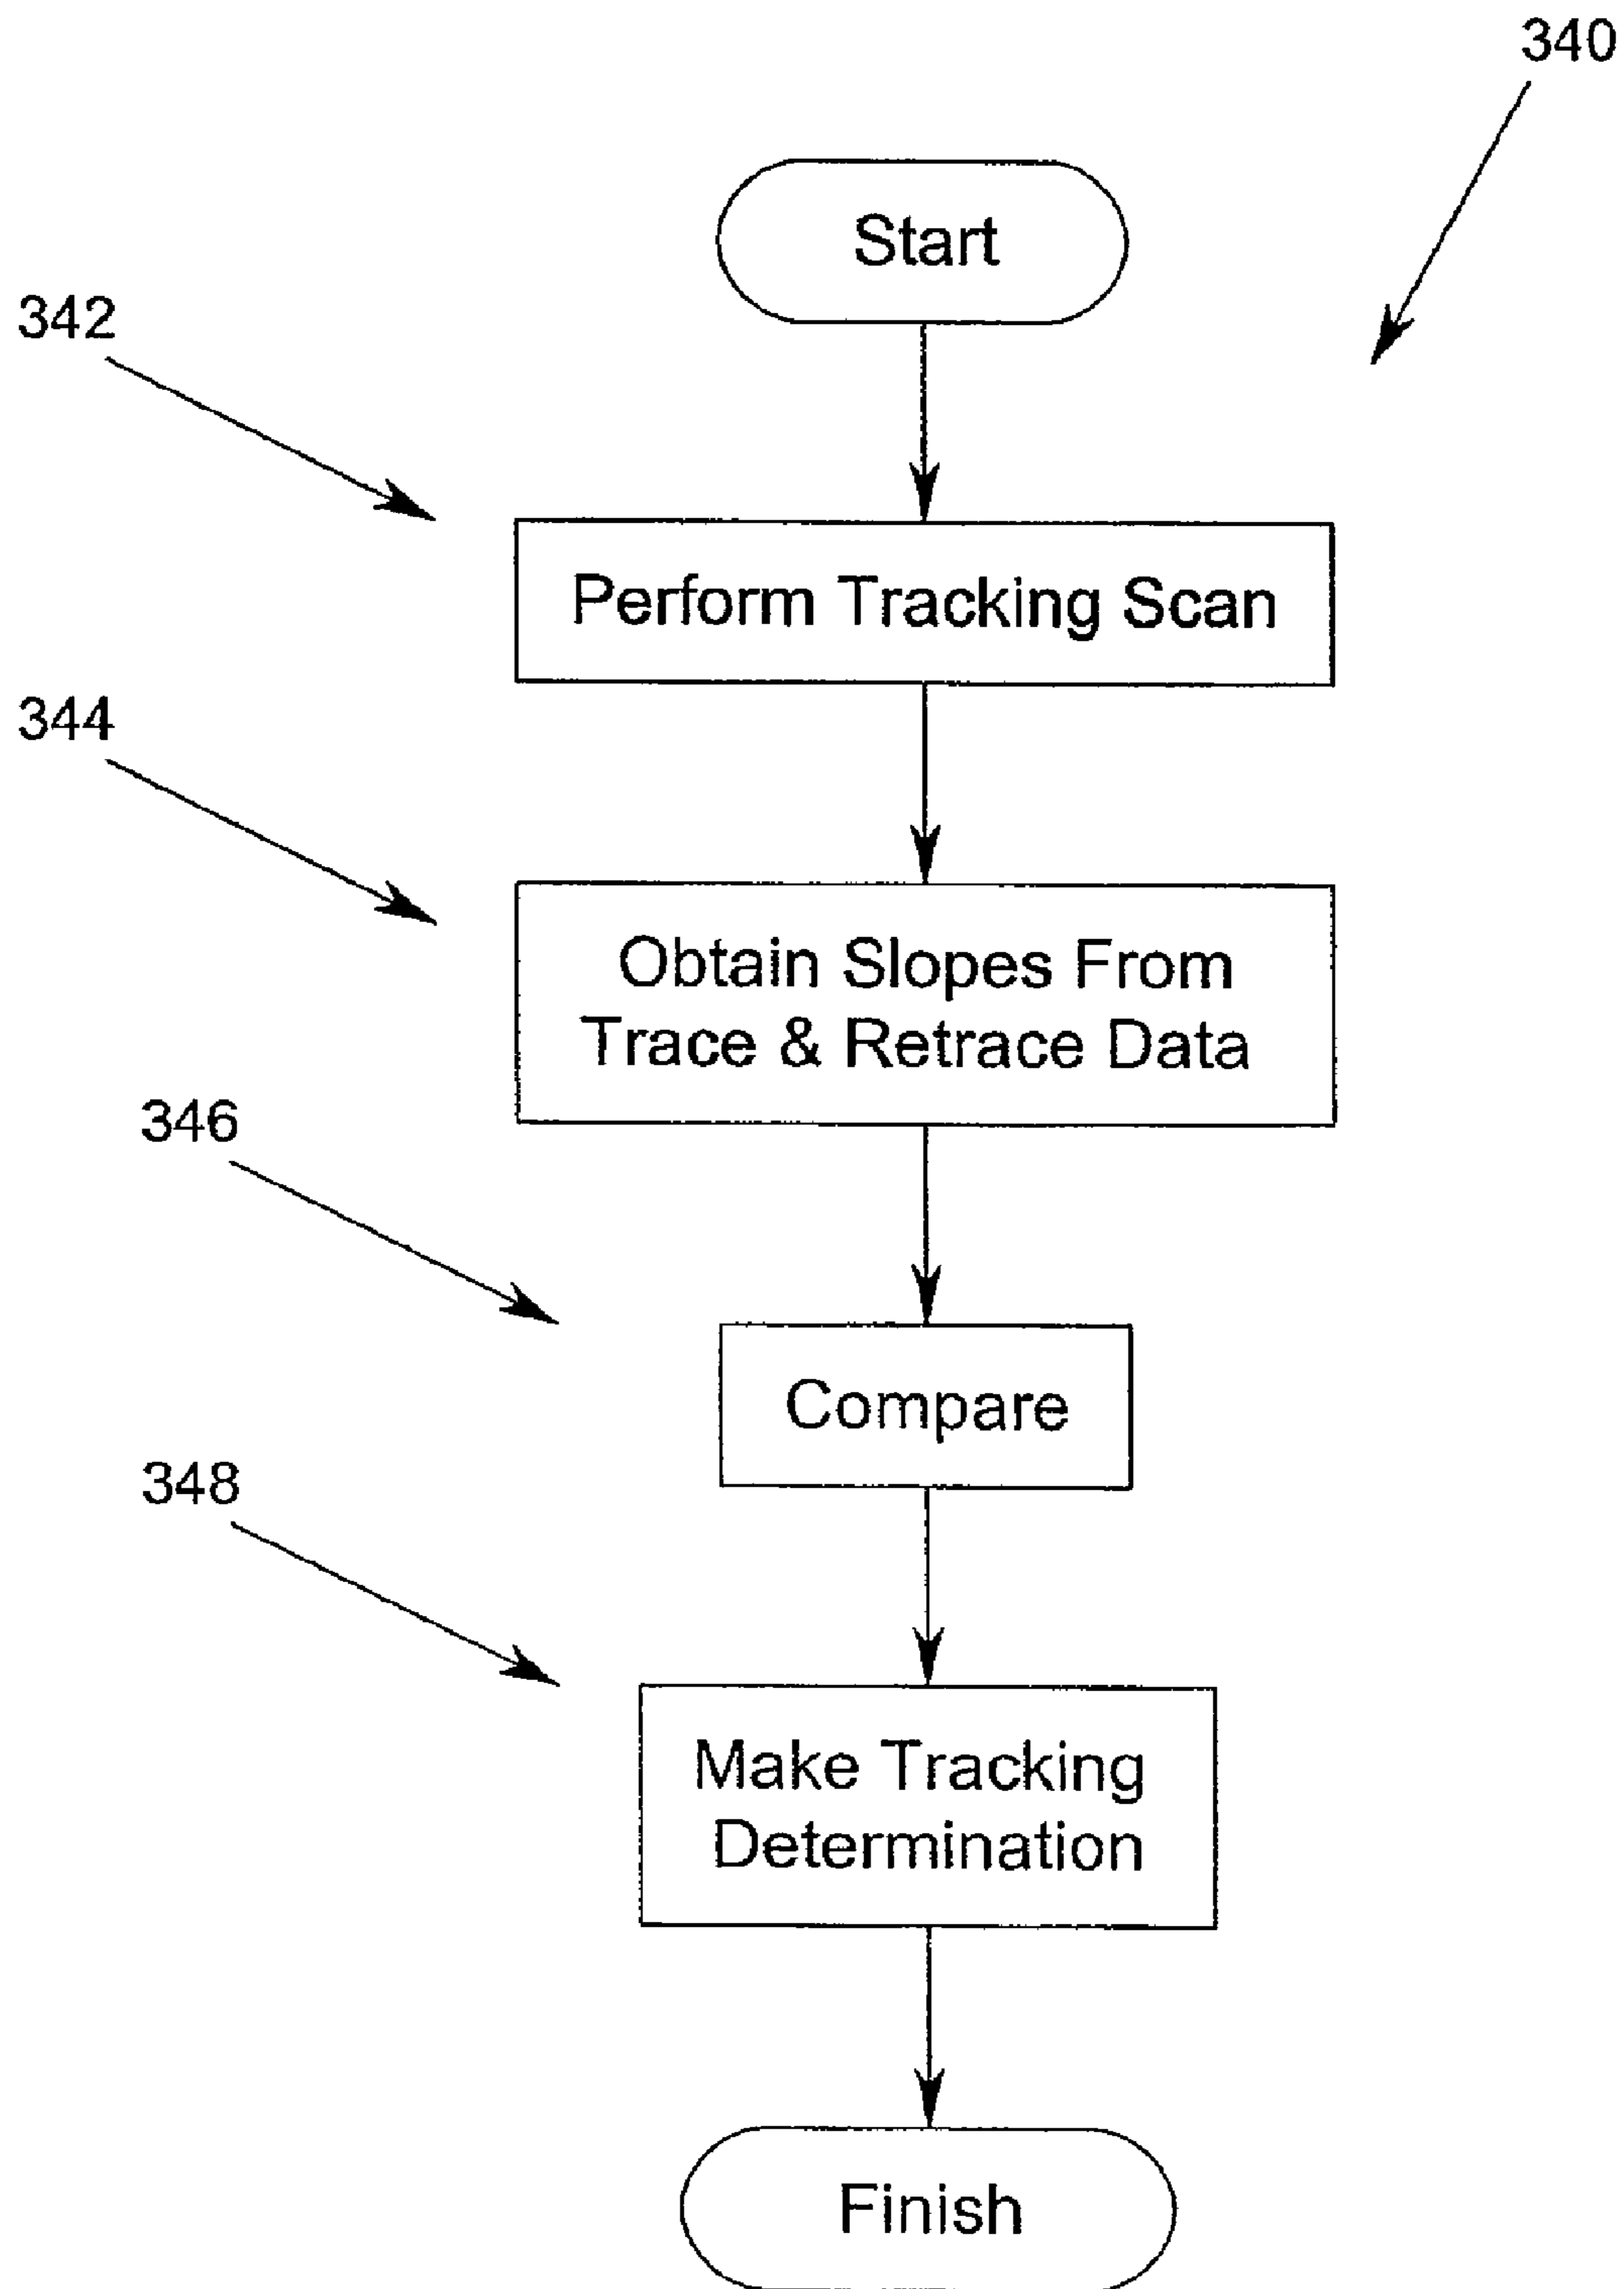 340
Start
342
Perform Tracking Scan
344
Obtain Slopes From
Trace & Retrace Data
346
Compare
348
Make Tracking
Determination
Finish